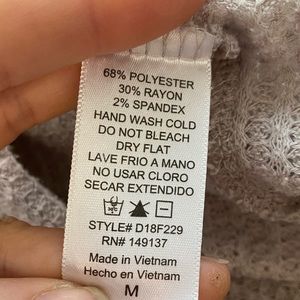 68% POLYESTER
30% RAYON
2% SPANDEX
HAND WASH COLD
DO NOT BLEACH
DRY FLAT
LAVE FRIO A MANO
NO USAR CLORO
SECAR EXTENDIDO
STYLE# D18F229
RN# 149137
Made in Vietnam
Hecho en Vietnam
M